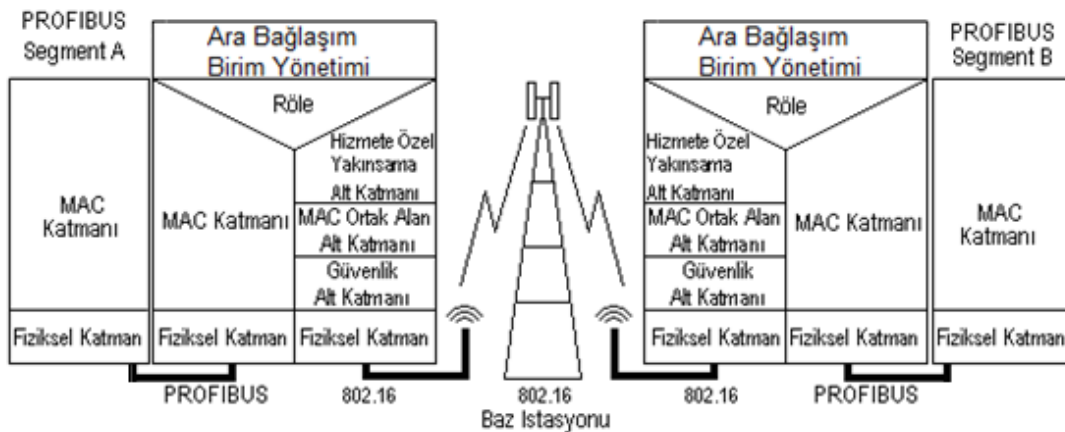 PROFIBUS
Segment A
Ara Bağlaşım
Birim Yönetimi
Röle
MAC
Katmanı
MAC Katmanı
Hizmete Özel
Yakınsama
Alt Katmanı
MAC Ortak Alan
Alt Katmanı
Güvenlik
Alt Katmanı
Fiziksel Katman
Fiziksel Katman
Fiziksel Katman
PROFIBUS
802.16
802.16
Baz Istasyonu
Ara Bağlaşım
Birim Yönetimi
PROFIBUS
Segment B
Röle
Hizmete Özel
Yakınsama
Alt Katmanı
MAC Ortak Alan
Alt Katmanı
Güvenlik
Alt Katmanı
MAC Katmanı
MAC
Katmanı
Fiziksel Katman
Fiziksel Katman
Fiziksel Katman
802.16
PROFIBUS